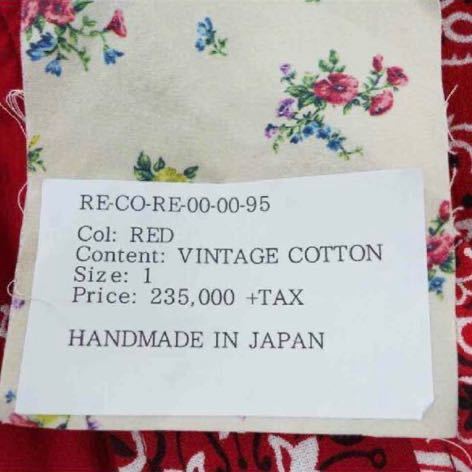 RE-CO-RE-00-00-95
Col: RED
Content: VINTAGE COTTON
Size: 1
Price: 235,000 +TAX
HANDMADE IN JAPAN